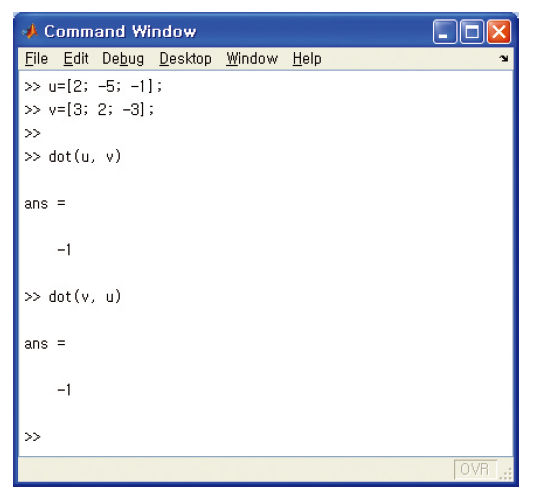 Command Window
File Edit Debug Desktop Window Help
>> u=[2; -5; -1];
>> v=[3; 2; -3];
>>
>> dot(u, v)
ans =
-1
>> dot(v, u)
ans =
-1
>>
OVR